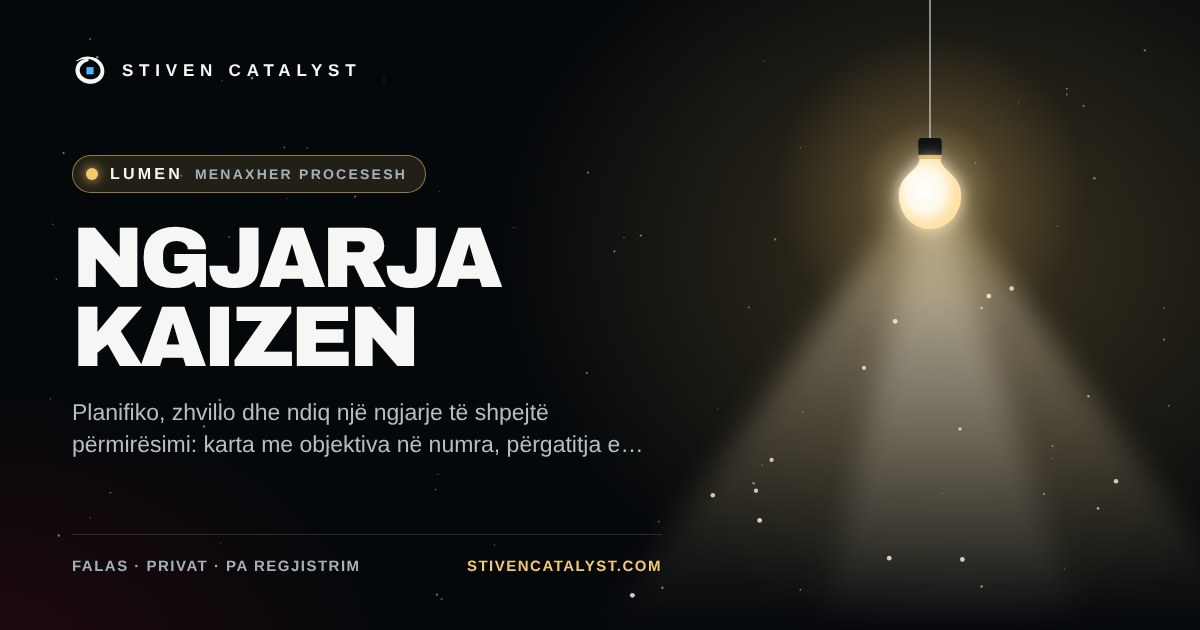 STIVEN CATALYST
LUMEN MENAXHER PROCESESH
NGJARJA
KAIZEN
Planifiko, zhvillo dhe ndiq një ngjarje të shpejtë
përmirësimi: karta me objektiva në numra, përgatitja e…
FALAS · PRIVAT · PA REGJISTRIM
STIVENCATALYST.COM